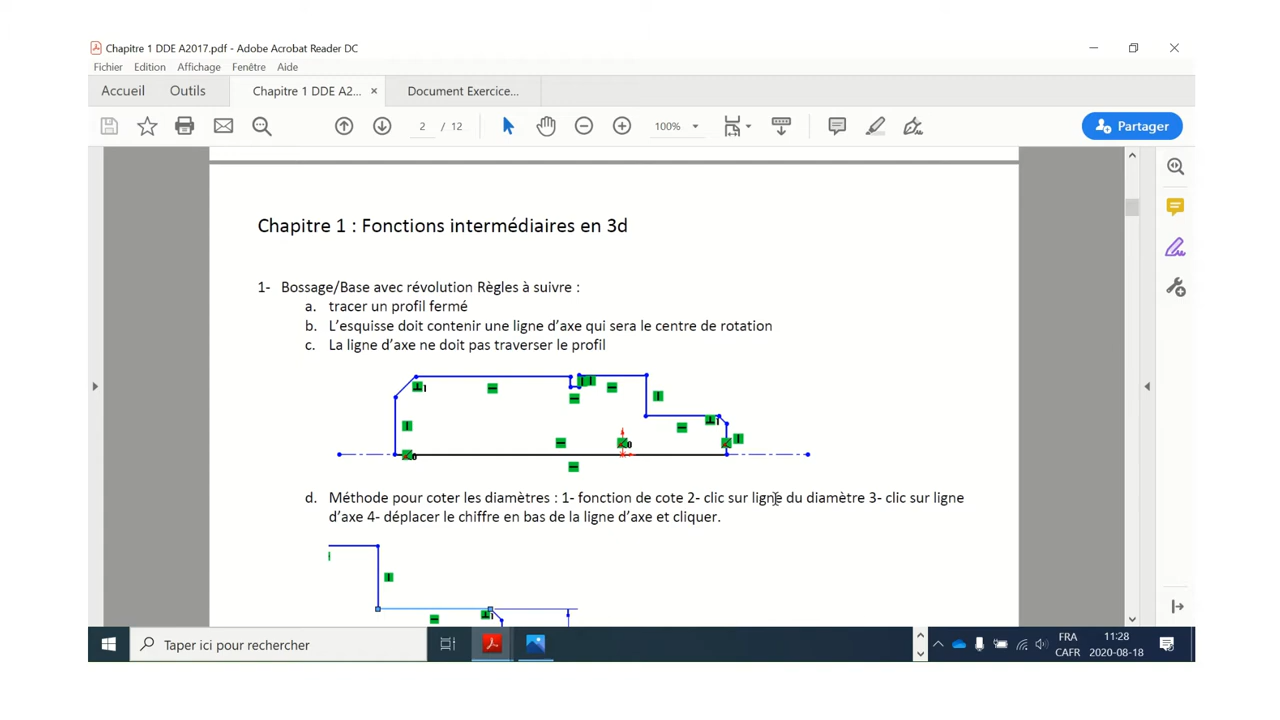 Chapitre 1 DDE A2017.pdf - Adobe Acrobat Reader DC
Fichier Edition Affichage Fenêtre Aide
Accueil Outils Chapitre 1 DDE A2... × Document Exercice...
2 / 12 100% Partager
Chapitre 1 : Fonctions intermédiaires en 3d
1- Bossage/Base avec révolution Règles à suivre :
a. tracer un profil fermé
b. L'esquisse doit contenir une ligne d'axe qui sera le centre de rotation
c. La ligne d'axe ne doit pas traverser le profil
1
1
0
0
d. Méthode pour coter les diamètres : 1- fonction de cote 2- clic sur ligne du diamètre 3- clic sur ligne
d'axe 4- déplacer le chiffre en bas de la ligne d'axe et cliquer.
1
Taper ici pour rechercher
FRA
CAFR
11:28
2020-08-18